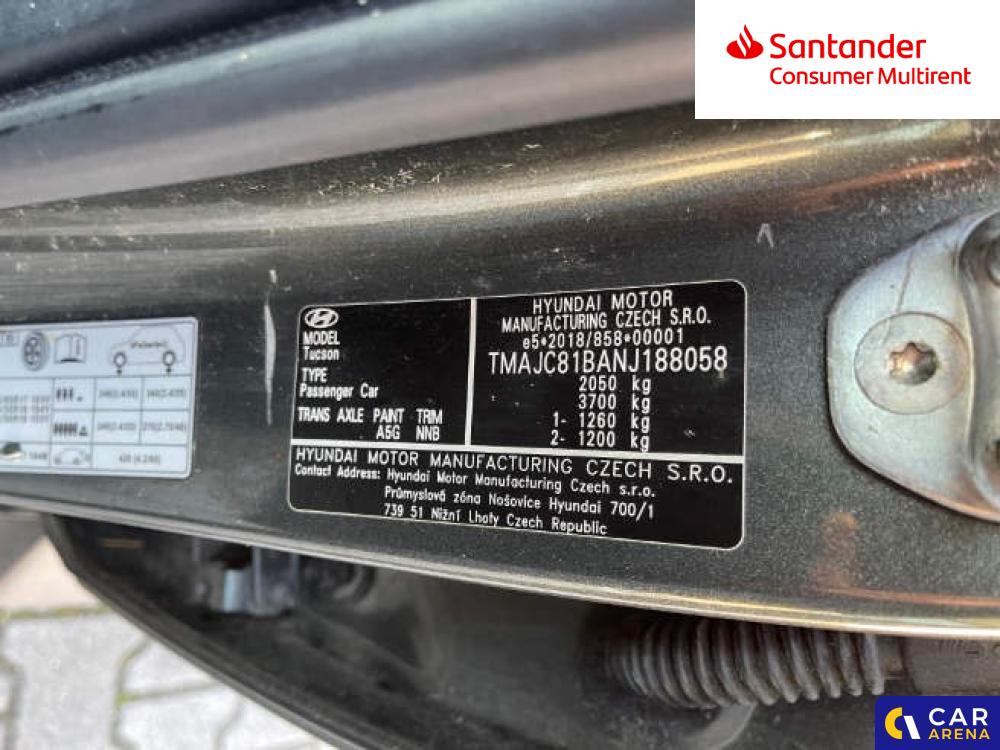 Santander
Consumer Multirent
HYUNDAI MOTOR
MANUFACTURING CZECH S.R.O.
e5*2018/858*00001
TMAJC81BANJ188058
2050 kg
3700 kg
1- 1260 kg
2- 1200 kg
MODEL
Tucson
TYPE
Passenger Car
TRANS AXLE PAINT TRIM
A5G NNB
HYUNDAI MOTOR MANUFACTURING CZECH S.R.O.
Contact Address: Hyundai Motor Manufacturing Czech s.r.o.
Průmyslová zóna Nošovice Hyundai 700/1
739 51 Nižní Lhoty Czech Republic
CAR
ARENA